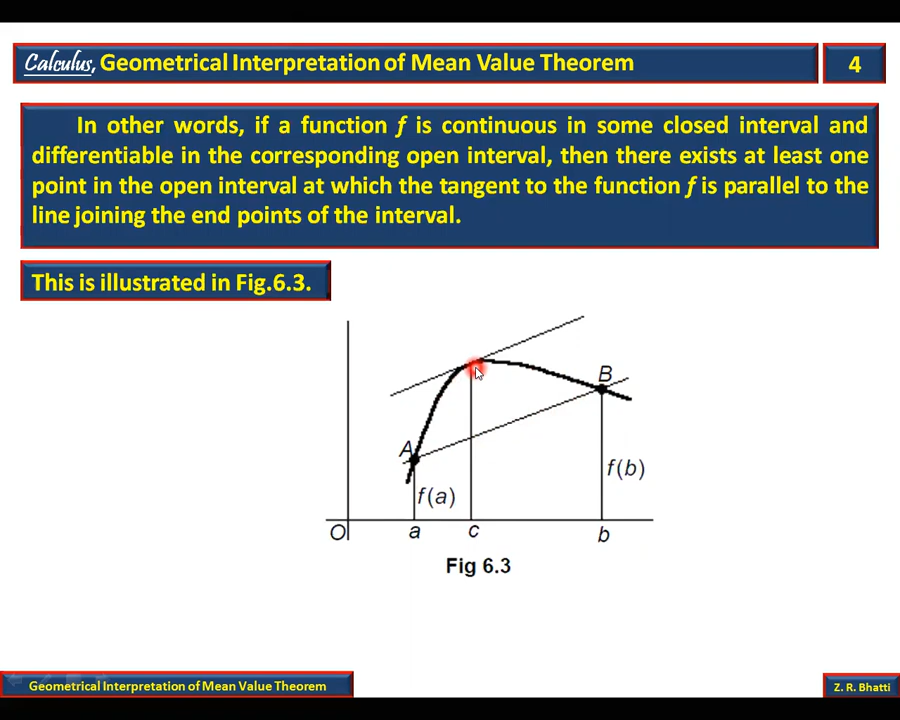 Calculus, Geometrical Interpretation of Mean Value Theorem
4
In other words, if a function f is continuous in some closed interval and
differentiable in the corresponding open interval, then there exists at least one
point in the open interval at which the tangent to the function f is parallel to the
line joining the end points of the interval.
This is illustrated in Fig.6.3.
B
A
f(b)
f(a)
O
a
c
b
Fig 6.3
Geometrical Interpretation of Mean Value Theorem
Z. R. Bhatti